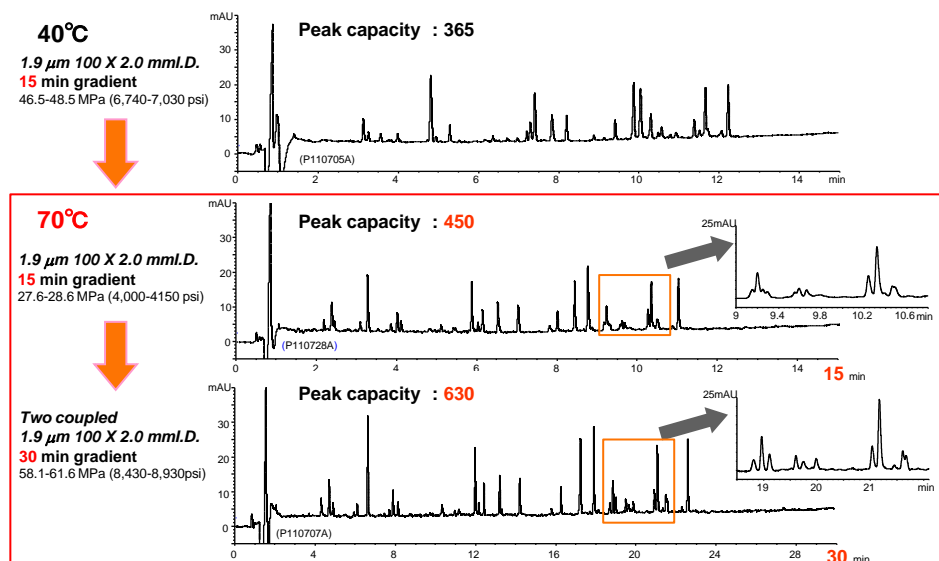 40℃
1.9 μm 100 X 2.0 mmI.D.
15 min gradient
46.5-48.5 MPa (6,740-7,030 psi)
mAU
Peak capacity : 365
30
20
10
0
(P110705A)
0 2 4 6 8 10 12 14 min
70℃
1.9 μm 100 X 2.0 mmI.D.
15 min gradient
27.6-28.6 MPa (4,000-4150 psi)
mAU
Peak capacity : 450
30
20
10
0
(P110728A)
0 2 4 6 8 10 12 14 15 min
25mAU
9 9.4 9.8 10.2 10.6 min
Two coupled
1.9 μm 100 X 2.0 mmI.D.
30 min gradient
58.1-61.6 MPa (8,430-8,930psi)
mAU
Peak capacity : 630
30
20
10
0
(P110707A)
0 4 8 12 16 20 24 28 30 min
25mAU
19 20 21 min